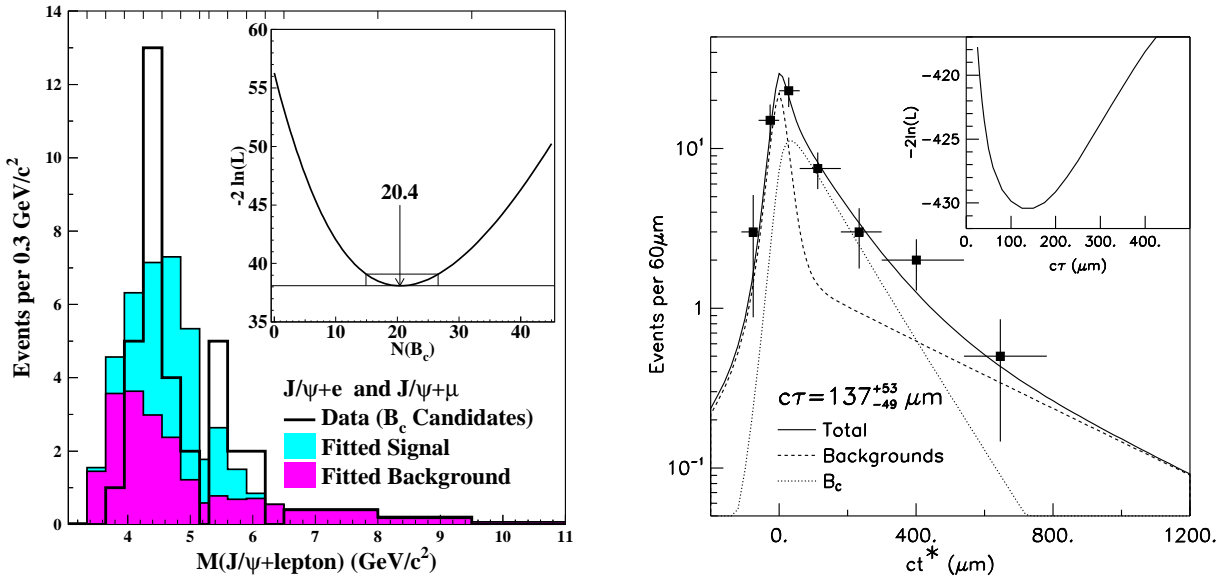 14
12
10
8
6
4
2
0
Events per 0.3 GeV/c²
4 5 6 7 8 9 10 11
M(J/ψ+lepton) (GeV/c²)
60
55
50
45
40
35
-2 ln(L)
20.4
0 10 20 30 40
N(B_c)
J/ψ+e and J/ψ+μ
Data (B_c Candidates)
Fitted Signal
Fitted Background
Events per 60μm
10¹
1
10⁻¹
0. 400. 800. 1200.
ct* (μm)
−420
−425
−430
−2ln(L)
0. 100. 200. 300. 400.
cτ (μm)
cτ=137⁺⁵³₋₄₉ μm
Total
Backgrounds
B_c